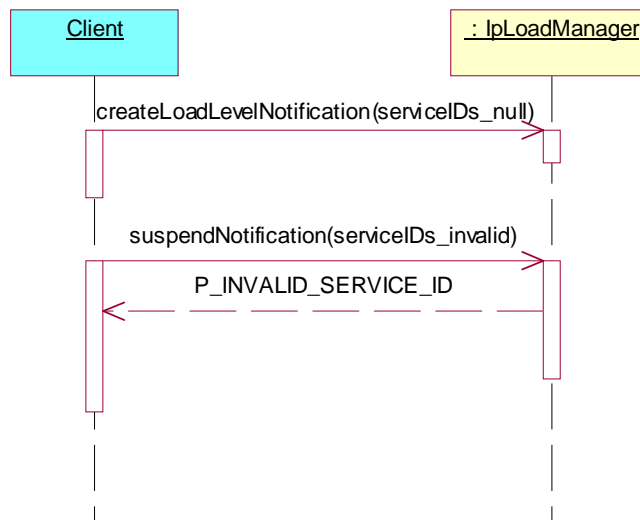 Client
: IpLoadManager
createLoadLevelNotification(serviceIDs_null)
suspendNotification(serviceIDs_invalid)
P_INVALID_SERVICE_ID